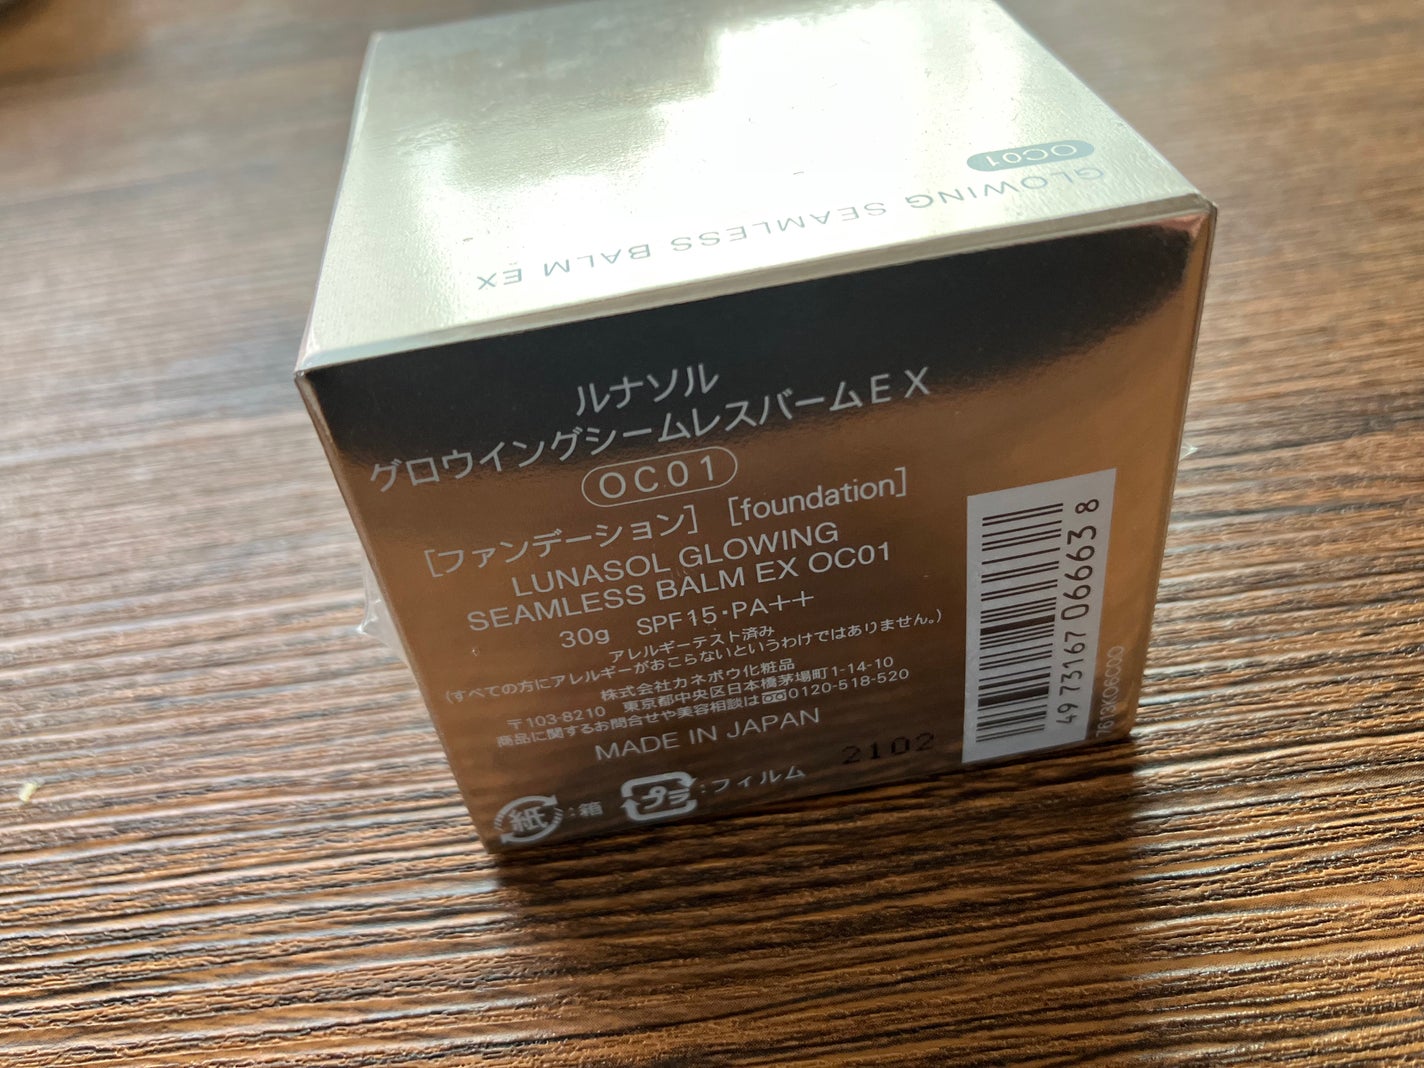 OC01
GLOWING SEAMLESS BALM EX
ルナソル
グロウイングシームレスバームEX
OC01
[ファンデーション] [foundation]
LUNASOL GLOWING
SEAMLESS BALM EX OC01
30g SPF15・PA++
アレルギーテスト済み
(すべての方にアレルギーがおこらないというわけではありません。)
株式会社カネボウ化粧品
〒103-8210 東京都中央区日本橋茅場町1-14-10
商品に関するお問合せや美容相談は 0120-518-520
MADE IN JAPAN
2102
紙:箱 プラ:フィルム
4973167066638